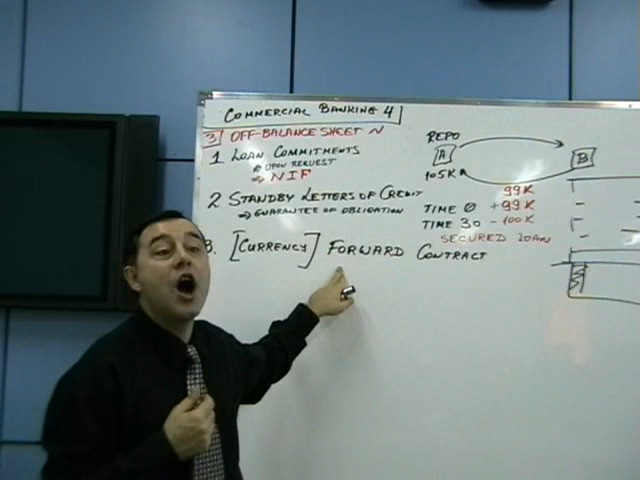 COMMERCIAL BANKING 4
3 OFF-BALANCE SHEET N
1 LOAN COMMITMENTS
UPON REQUEST
⇒ NIF
2 STANDBY LETTERS OF CREDIT
⇒ GUARANTEE OF OBLIGATION
3. [CURRENCY] FORWARD CONTRACT
REPO
A B
105K
99K
TIME 0 +99K
TIME 30 -100K
SECURED LOAN